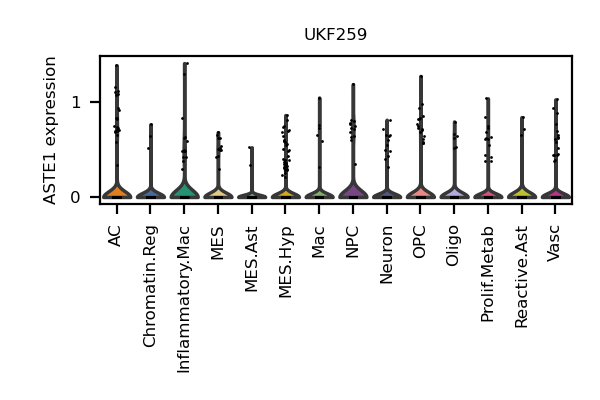 UKF259
ASTE1 expression
1
0
AC
Chromatin.Reg
Inflammatory.Mac
MES
MES.Ast
MES.Hyp
Mac
NPC
Neuron
OPC
Oligo
Prolif.Metab
Reactive.Ast
Vasc